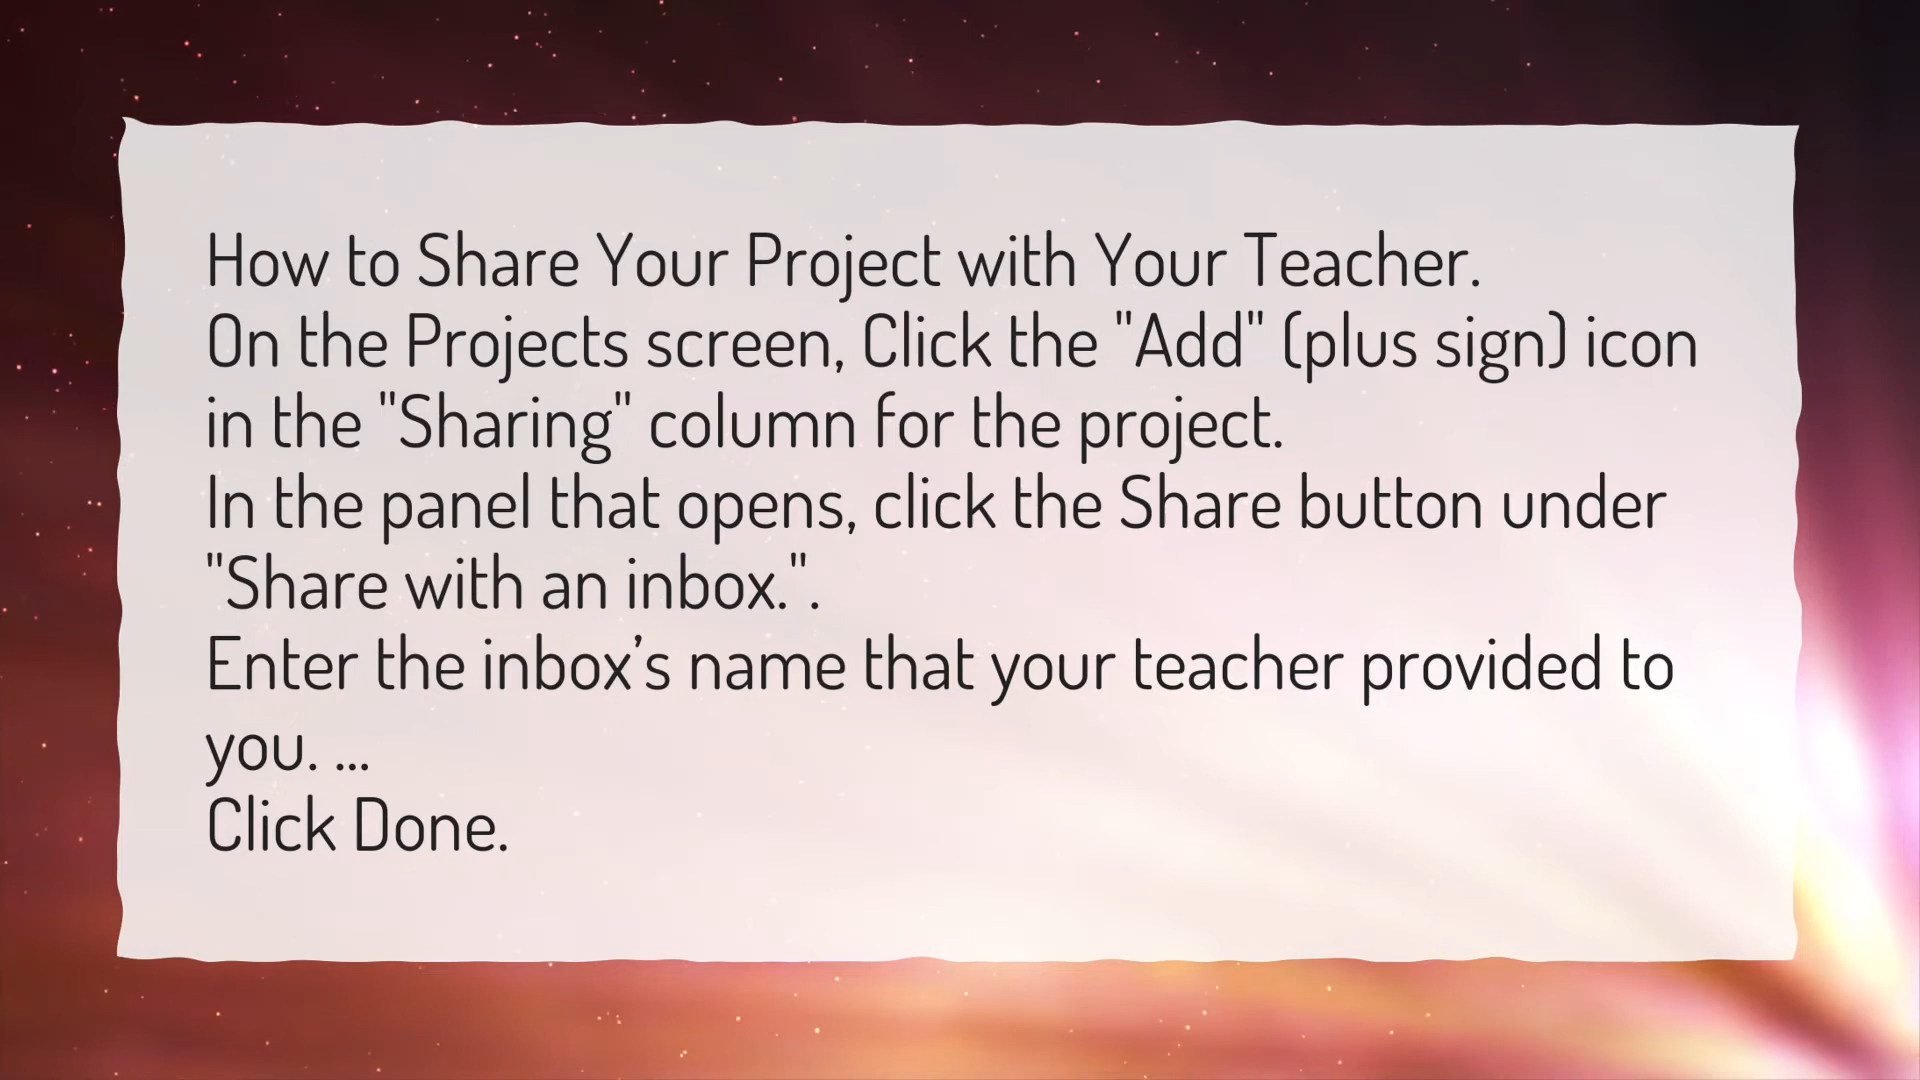 How to Share Your Project with Your Teacher.
On the Projects screen, Click the "Add" (plus sign) icon
in the "Sharing" column for the project.
In the panel that opens, click the Share button under
"Share with an inbox.".
Enter the inbox’s name that your teacher provided to
you. ...
Click Done.